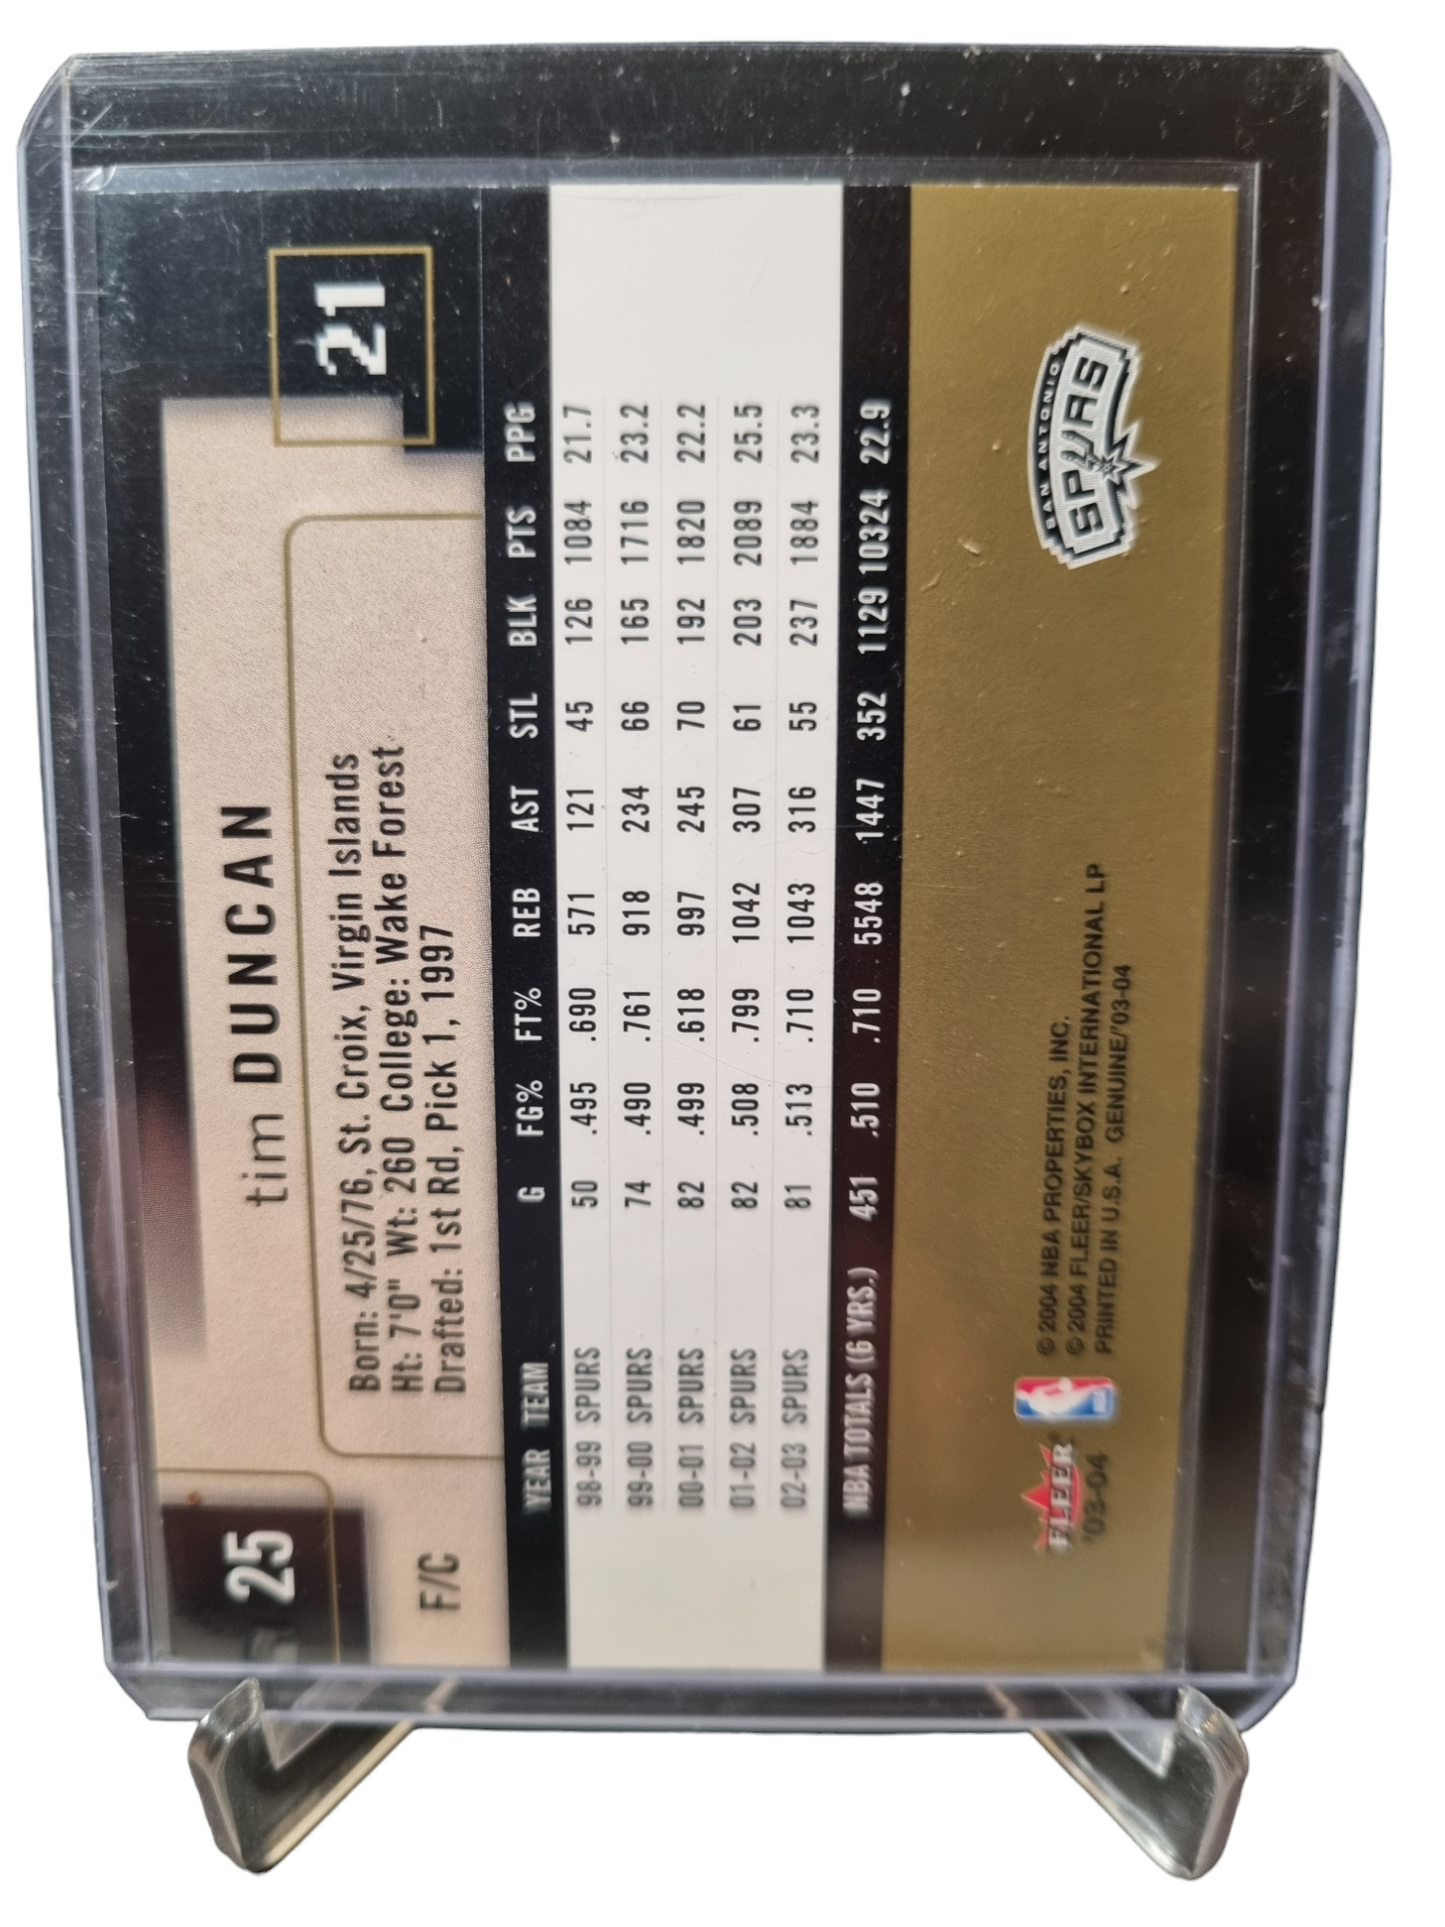 25
tim DUNCAN
21
F/C
Born: 4/25/76, St. Croix, Virgin Islands
Ht: 7'0" Wt: 260 College: Wake Forest
Drafted: 1st Rd, Pick 1, 1997
YEAR TEAM G FG% FT% REB AST STL BLK PTS PPG
98-99 SPURS 50 .495 .690 571 121 45 126 1084 21.7
99-00 SPURS 74 .490 .761 918 234 66 165 1716 23.2
00-01 SPURS 82 .499 .618 997 245 70 192 1820 22.2
01-02 SPURS 82 .508 .799 1042 307 61 203 2089 25.5
02-03 SPURS 81 .513 .710 1043 316 55 237 1884 23.3
NBA TOTALS (6 YRS.) 451 .510 .710 5548 1447 352 1129 10324 22.9
SAN ANTONIO
SPURS
FLEER
'03-04
NBA
© 2004 NBA PROPERTIES, INC.
© 2004 FLEER/SKYBOX INTERNATIONAL LP
PRINTED IN U.S.A. GENUINE/'03-04